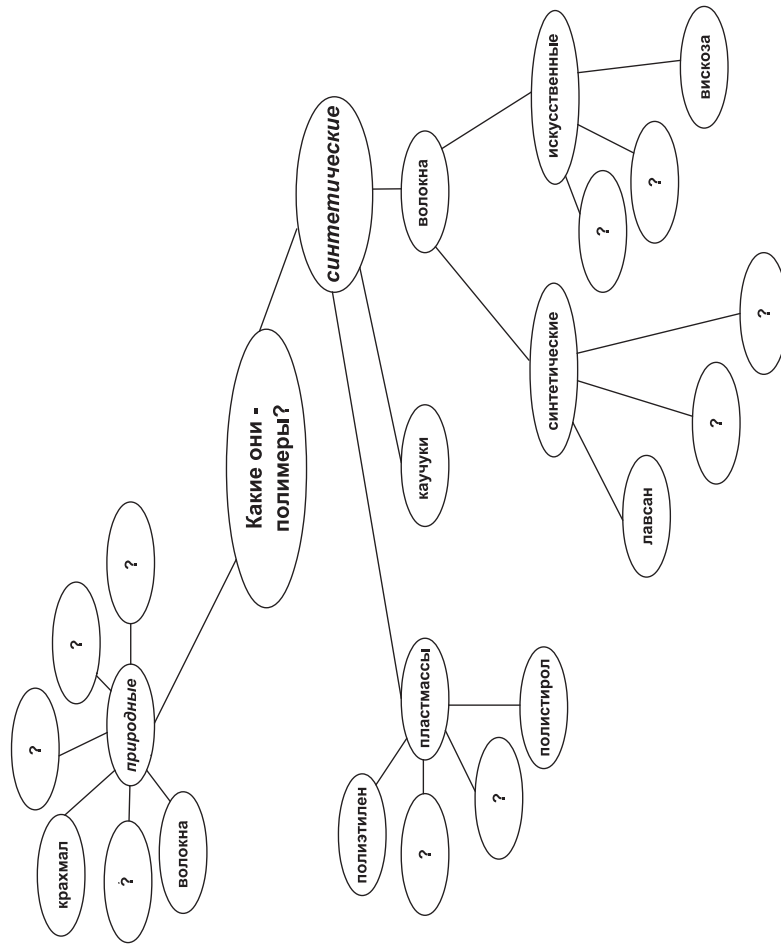 Какие они -
полимеры?
природные
крахмал
?
?
?
?
волокна
синтетические
пластмассы
полиэтилен
?
?
полистирол
каучуки
волокна
синтетические
лавсан
?
?
искусственные
?
?
вискоза